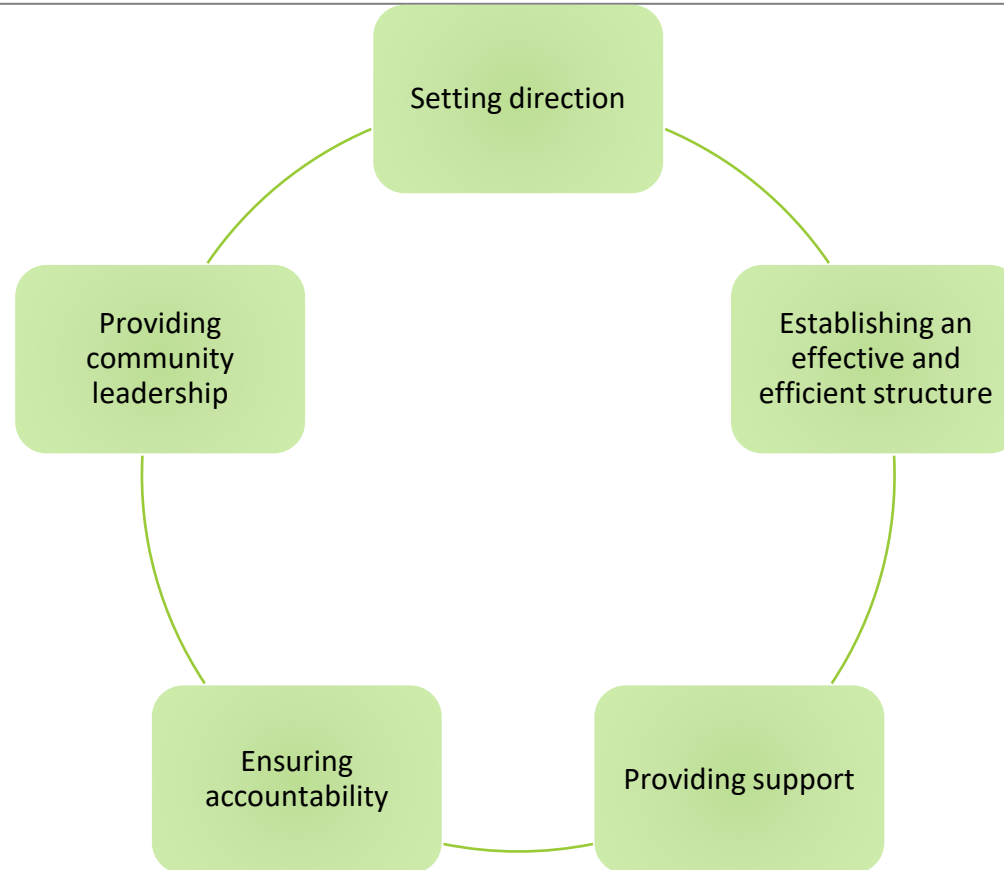 Setting direction
Establishing an
effective and
efficient structure
Providing support
Ensuring
accountability
Providing
community
leadership